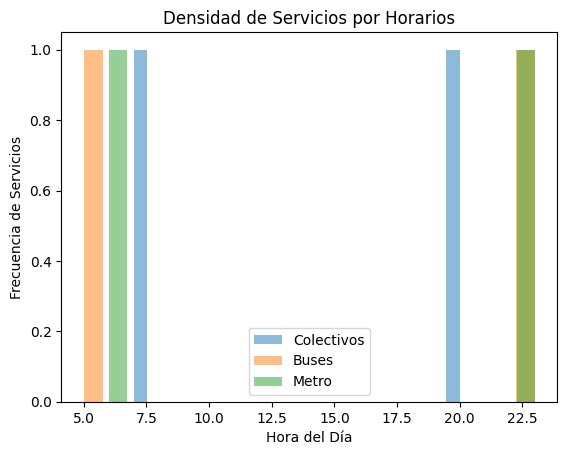 Densidad de Servicios por Horarios
Frecuencia de Servicios
1.0
0.8
0.6
0.4
0.2
0.0
Colectivos
Buses
Metro
5.0 7.5 10.0 12.5 15.0 17.5 20.0 22.5
Hora del Día